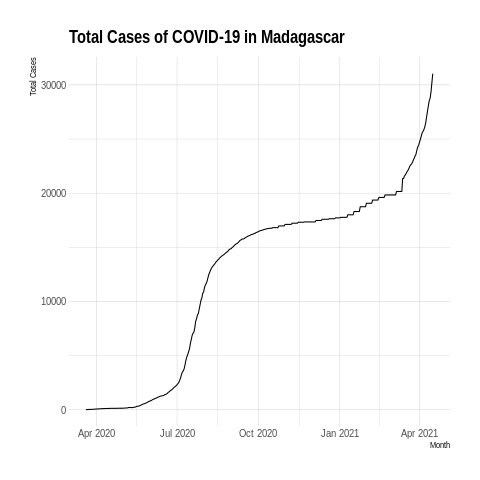 Total Cases of COVID-19 in Madagascar
Total Cases
30000
20000
10000
0
Apr 2020 Jul 2020 Oct 2020 Jan 2021 Apr 2021
Month